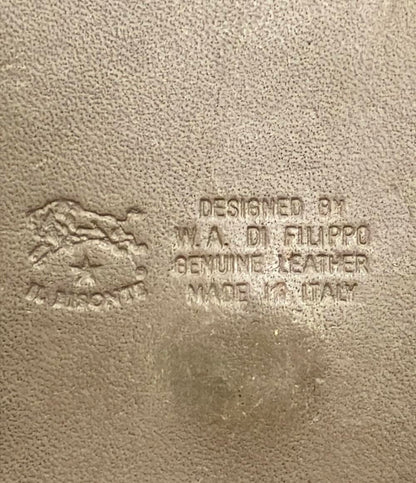 IL BISONTE
DESIGNED BY
W.A. DI FILIPPO
GENUINE LEATHER
MADE IN ITALY